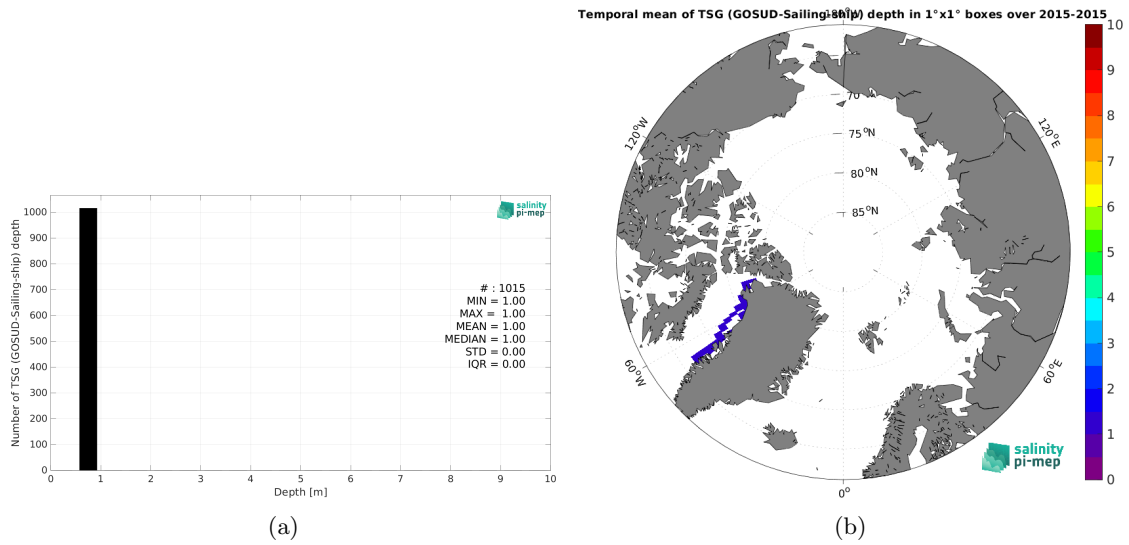 Number of TSG (GOSUD-Sailing-ship) depth
1000
900
800
700
600
500
400
300
200
100
0
salinity
pi-mep
# : 1015
MIN = 1.00
MAX = 1.00
MEAN = 1.00
MEDIAN = 1.00
STD = 0.00
IQR = 0.00
0 1 2 3 4 5 6 7 8 9 10
Depth [m]
(a)
Temporal mean of TSG (GOSUD-Sailing-ship) depth in 1°x1° boxes over 2015-2015
70
75°N
80°N
85°N
120°W
120°E
60°W
60°E
0°
10
9
8
7
6
5
4
3
2
1
0
salinity
pi-mep
(b)